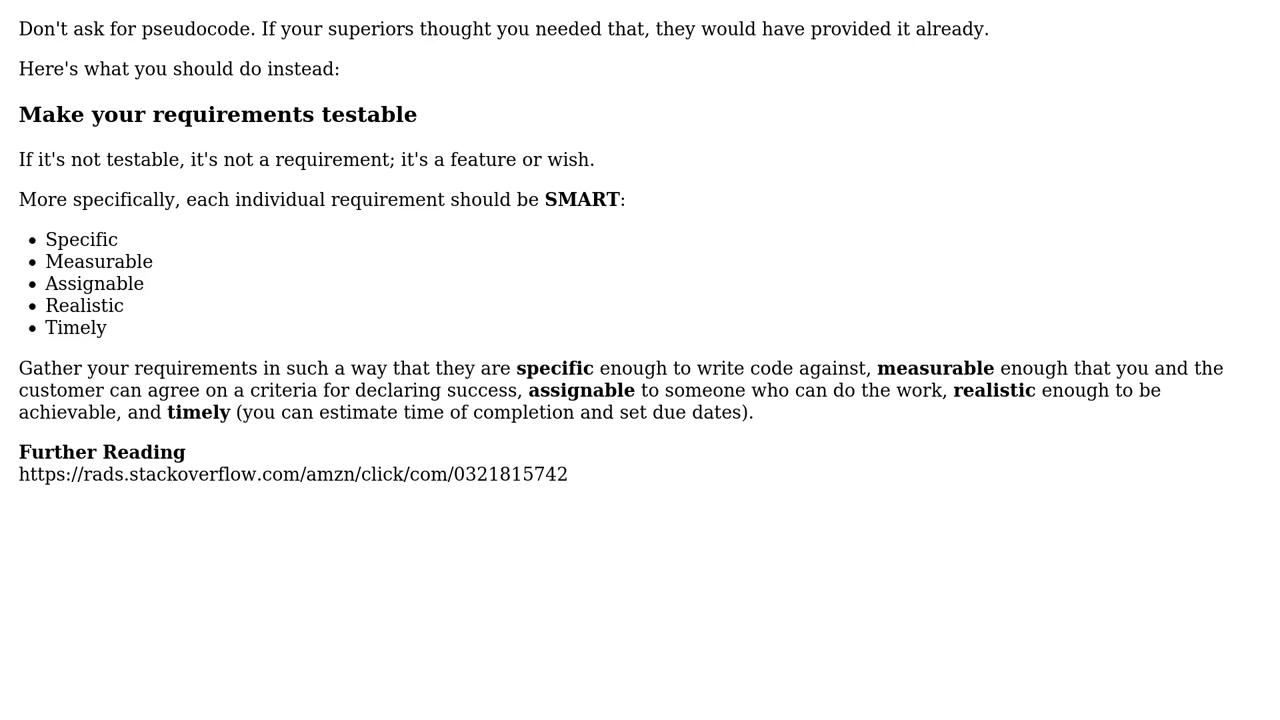 Don't ask for pseudocode. If your superiors thought you needed that, they would have provided it already.
Here's what you should do instead:
Make your requirements testable
If it's not testable, it's not a requirement; it's a feature or wish.
More specifically, each individual requirement should be SMART:
• Specific
• Measurable
• Assignable
• Realistic
• Timely
Gather your requirements in such a way that they are specific enough to write code against, measurable enough that you and the
customer can agree on a criteria for declaring success, assignable to someone who can do the work, realistic enough to be
achievable, and timely (you can estimate time of completion and set due dates).
Further Reading
https://rads.stackoverflow.com/amzn/click/com/0321815742